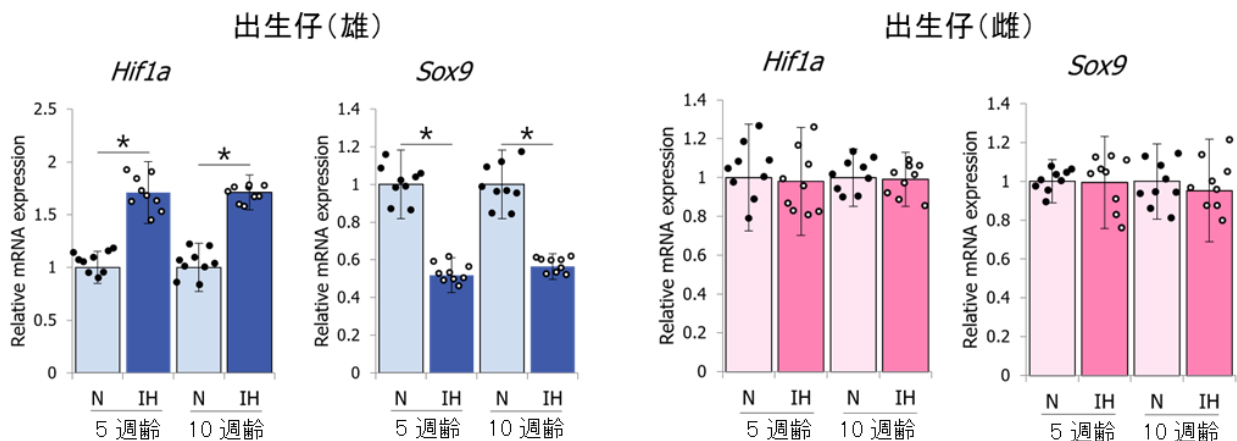 出生仔(雄)
Hif1a
Relative mRNA expression
2.5
2
1.5
1
0.5
0
*
*
N IH N IH
5 週齢 10 週齢
Sox9
Relative mRNA expression
1.4
1.2
1
0.8
0.6
0.4
0.2
0
*
*
N IH N IH
5 週齢 10 週齢
出生仔(雌)
Hif1a
Relative mRNA expression
1.4
1.2
1
0.8
0.6
0.4
0.2
0
N IH N IH
5 週齢 10 週齢
Sox9
Relative mRNA expression
1.4
1.2
1
0.8
0.6
0.4
0.2
0
N IH N IH
5 週齢 10 週齢